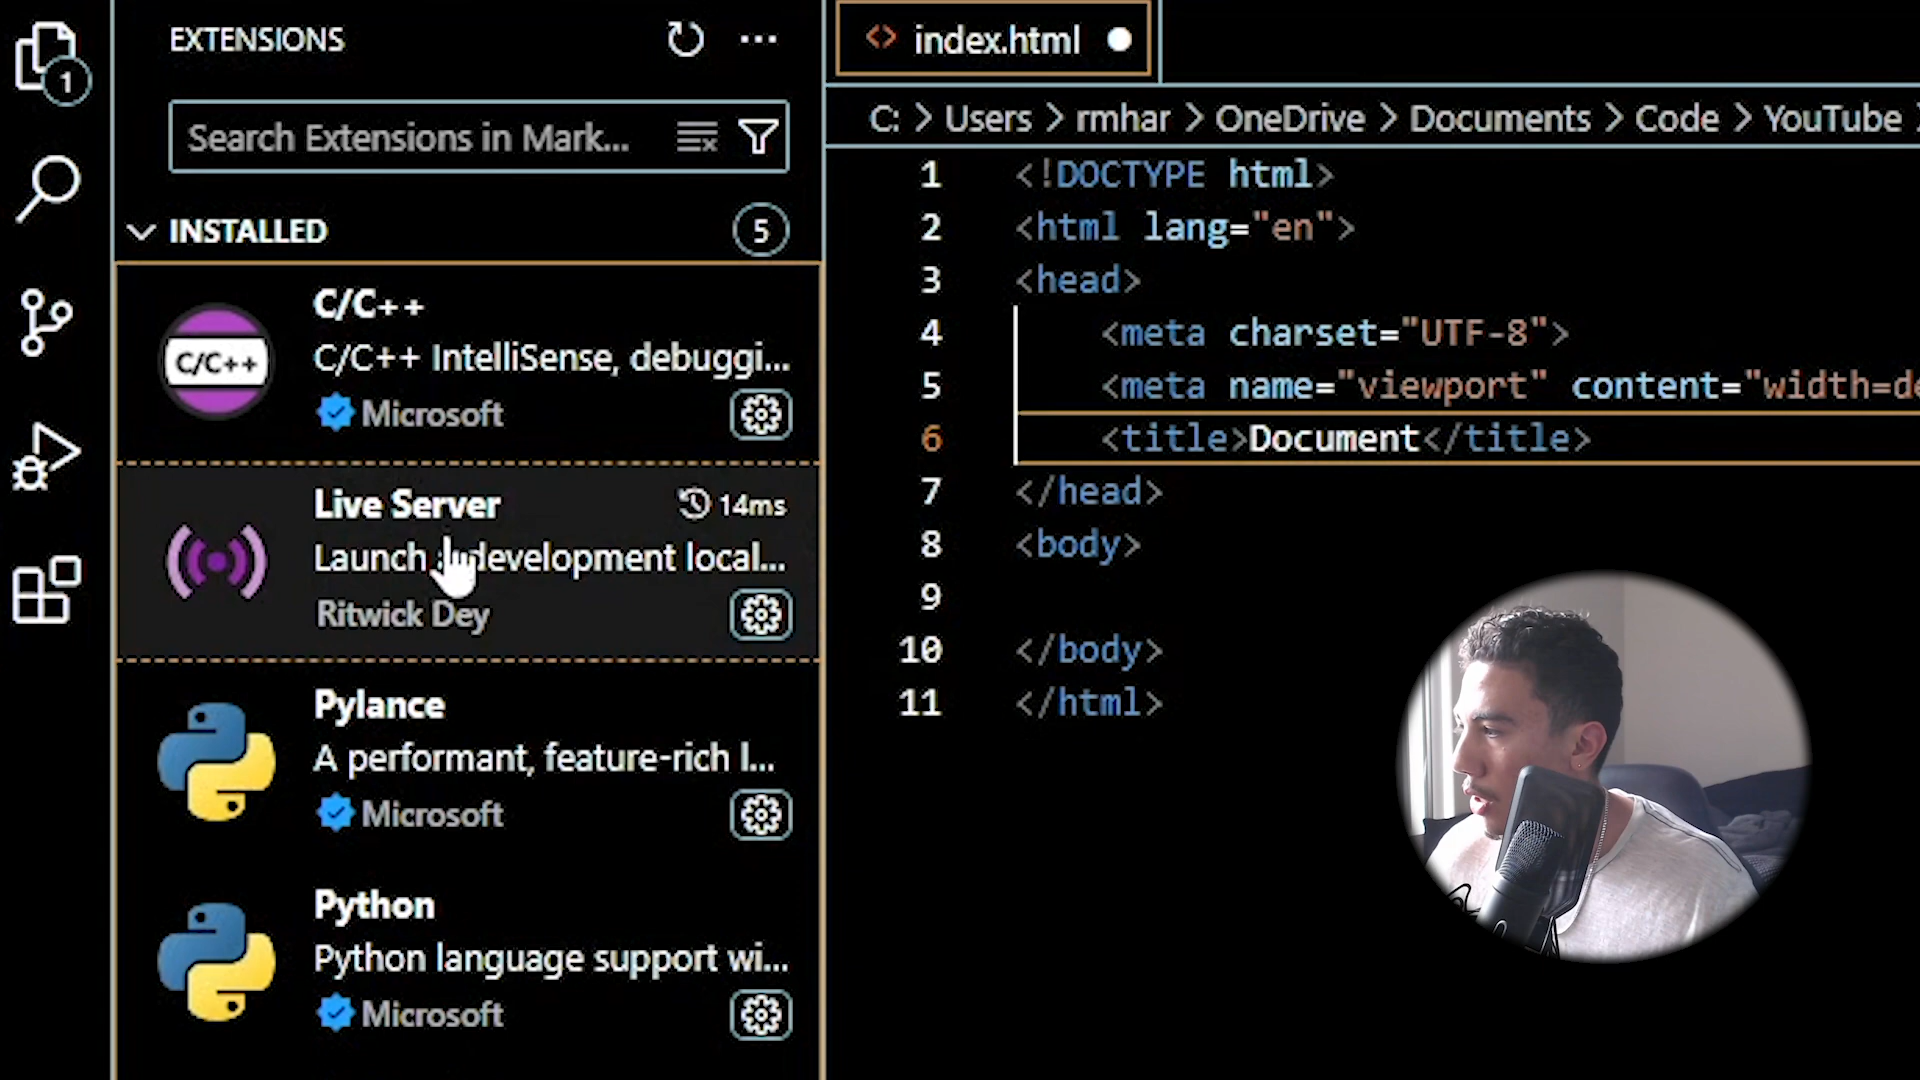 1
EXTENSIONS
Search Extensions in Mark...
INSTALLED
5
C/C++
C/C++
C/C++ IntelliSense, debuggi...
Microsoft
Live Server
14ms
Launch development local...
Ritwick Dey
Pylance
A performant, feature-rich l...
Microsoft
Python
Python language support wi...
Microsoft
index.html
C: > Users > rmhar > OneDrive > Documents > Code > YouTube >
1 <!DOCTYPE html>
2 <html lang="en">
3 <head>
4 <meta charset="UTF-8">
5 <meta name="viewport" content="width=de
6 <title>Document</title>
7 </head>
8 <body>
9
10 </body>
11 </html>